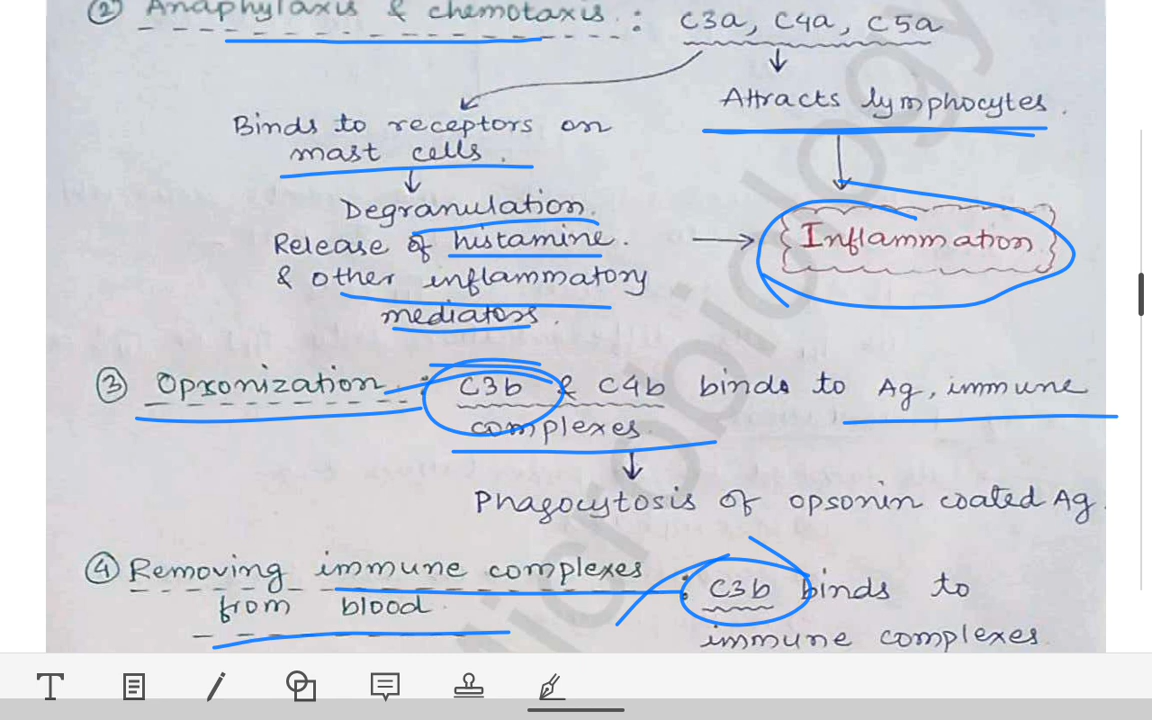 ② Anaphylaxis & chemotaxis : C3a, C4a, C5a
Attracts lymphocytes.
Binds to receptors on
mast cells.
Degranulation.
Release of histamine.
& other inflammatory
mediators.
Inflammation
③ Opsonization : C3b & C4b binds to Ag, immune
complexes.
Phagocytosis of opsonin coated Ag.
④ Removing immune complexes : C3b binds to
from blood
immune complexes
Microbiology
T